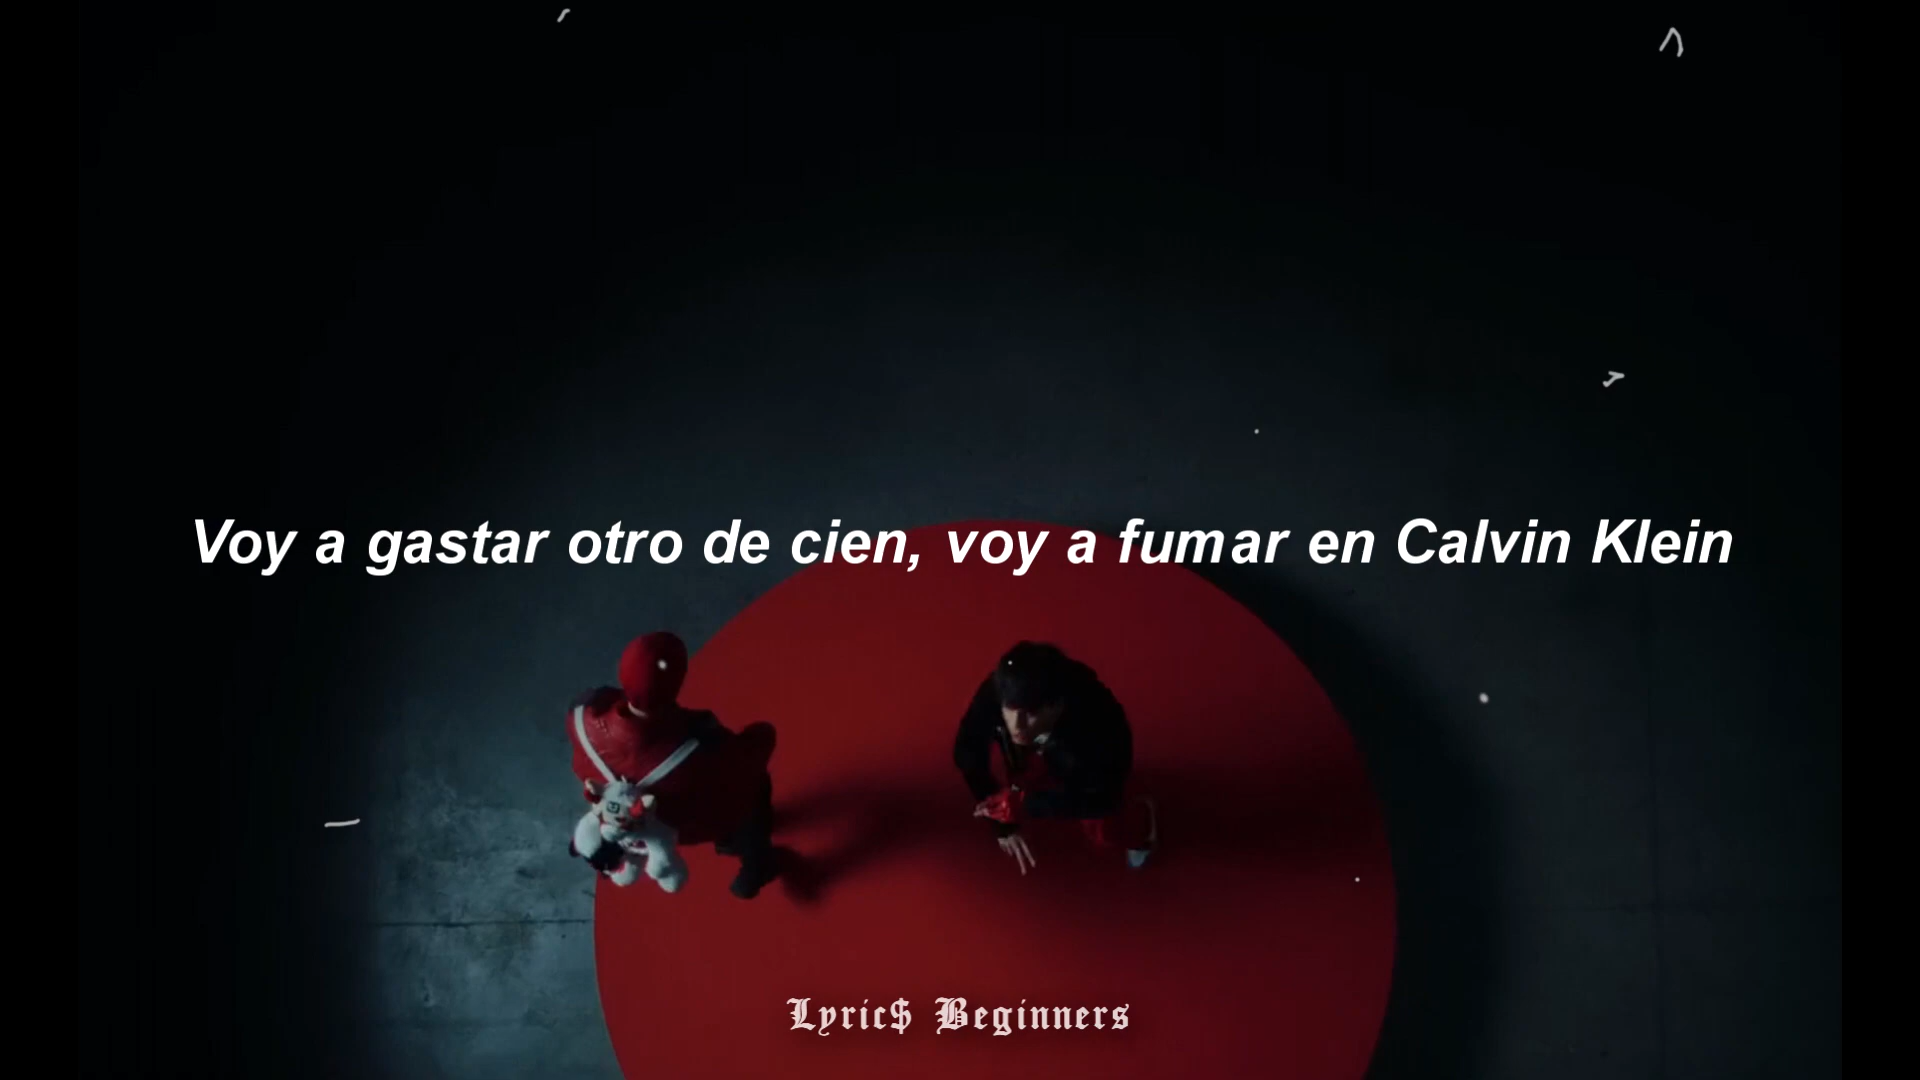 Voy a gastar otro de cien, voy a fumar en Calvin Klein
Lyric$ Beginners